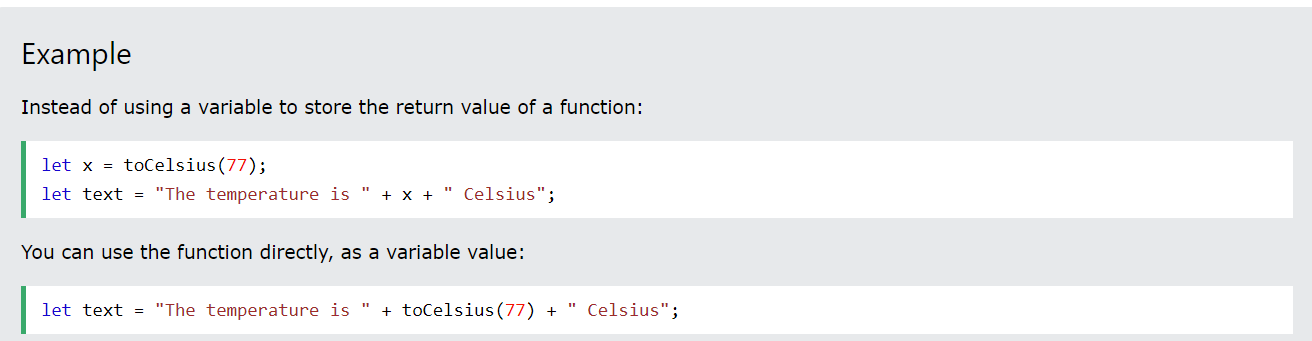 Example
Instead of using a variable to store the return value of a function:
let x = toCelsius(77);
let text = "The temperature is " + x + " Celsius";
You can use the function directly, as a variable value:
let text = "The temperature is " + toCelsius(77) + " Celsius";